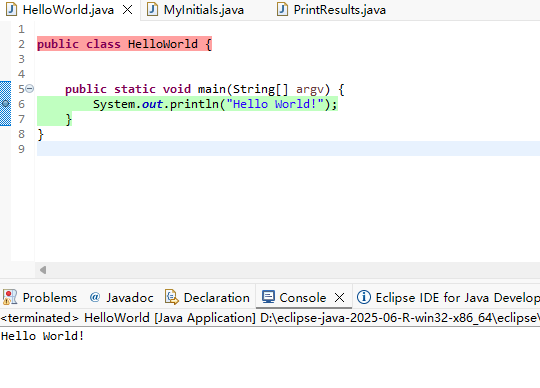 HelloWorld.java MyInitials.java PrintResults.java
1
2 public class HelloWorld {
3
4
5 public static void main(String[] argv) {
6 System.out.println("Hello World!");
7 }
8 }
9
Problems @ Javadoc Declaration Console Eclipse IDE for Java Develop
<terminated> HelloWorld [Java Application] D:\eclipse-java-2025-06-R-win32-x86_64\eclipse\
Hello World!